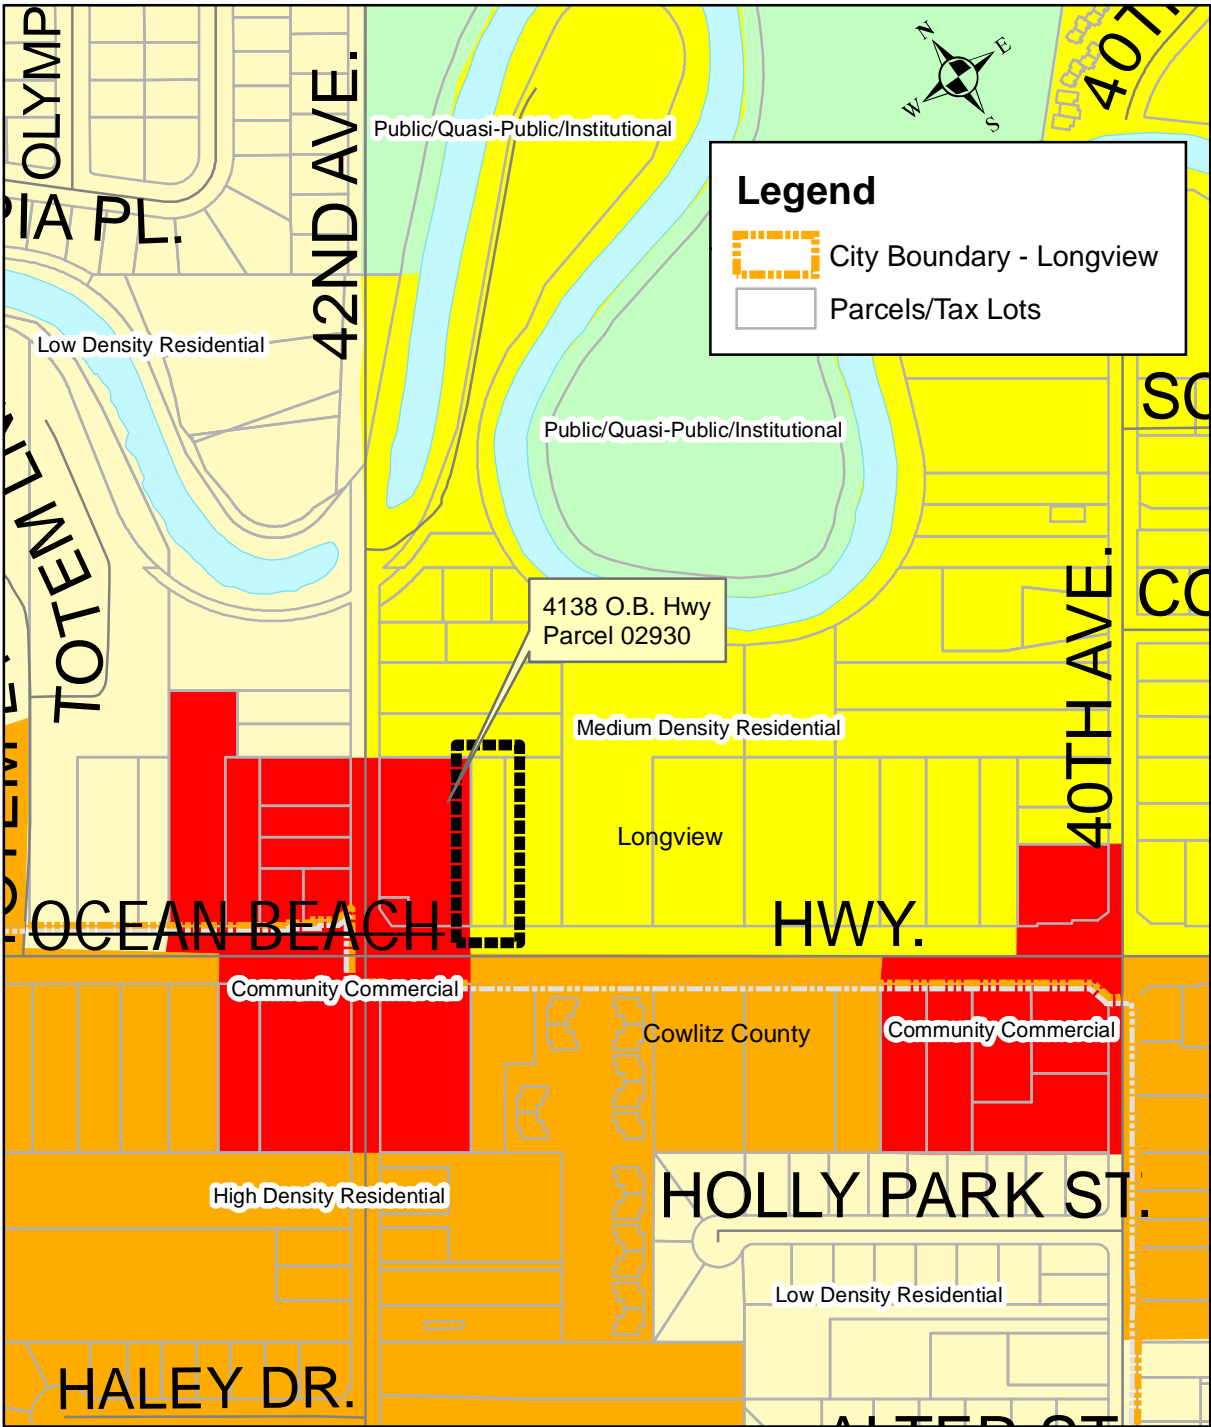 OLYMP
PIA PL.
42ND AVE.
Public/Quasi-Public/Institutional
N
E
W
S
40TH
Legend
City Boundary - Longview
Parcels/Tax Lots
Low Density Residential
Public/Quasi-Public/Institutional
SO
CO
TOTEM LN
TOTEM
4138 O.B. Hwy
Parcel 02930
Medium Density Residential
40TH AVE.
Longview
OCEAN BEACH
HWY.
Community Commercial
Cowlitz County
Community Commercial
High Density Residential
HOLLY PARK ST.
Low Density Residential
HALEY DR.